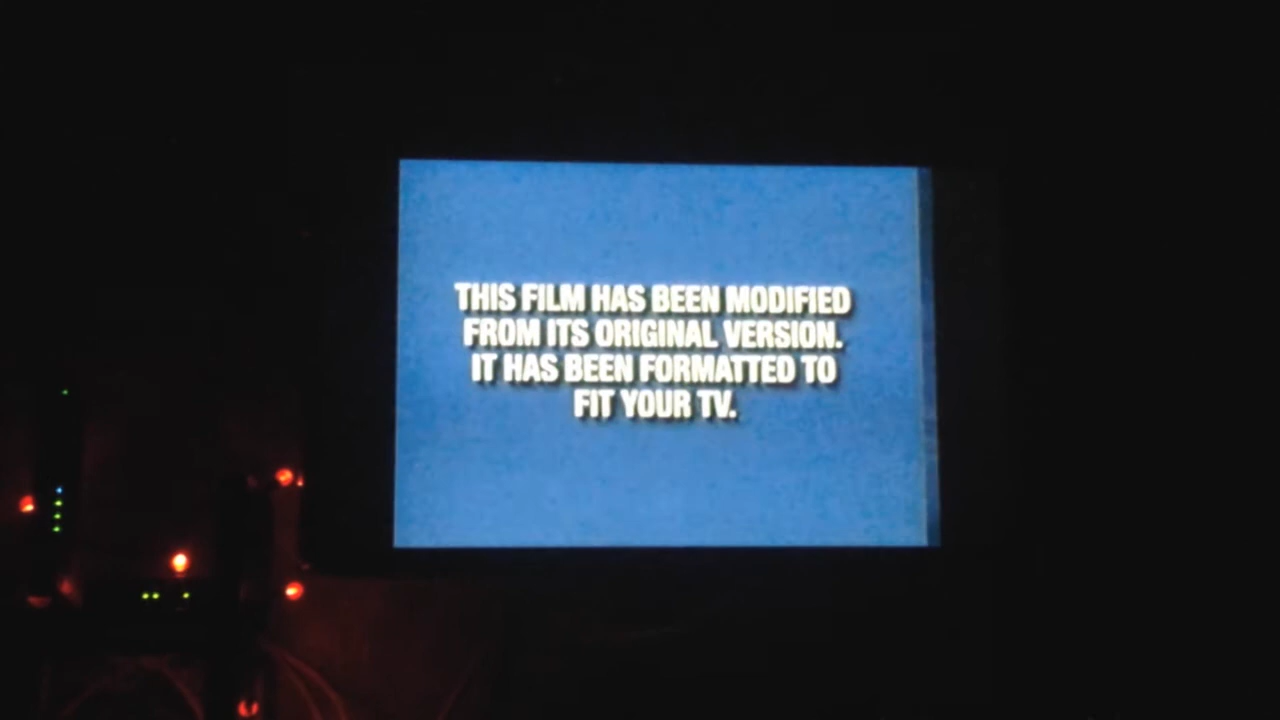 THIS FILM HAS BEEN MODIFIED
FROM ITS ORIGINAL VERSION.
IT HAS BEEN FORMATTED TO
FIT YOUR TV.